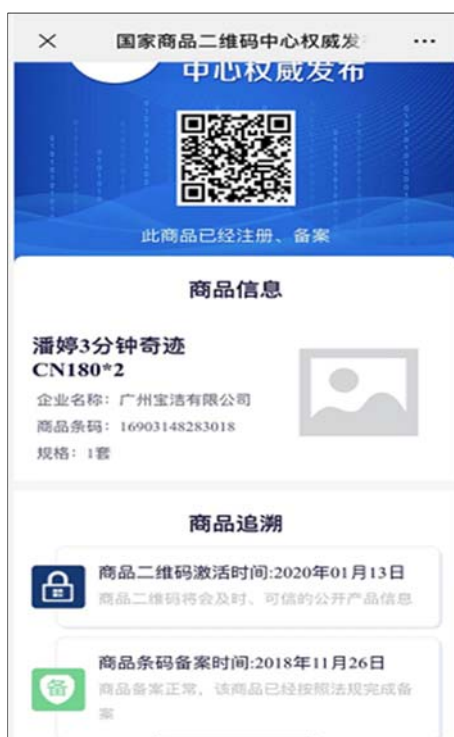 国家商品二维码中心权威发
中心权威发布
此商品已经注册、备案
商品信息
潘婷3分钟奇迹
CN180*2
企业名称：广州宝洁有限公司
商品条码：16903148283018
规格：1套
商品追溯
商品二维码激活时间:2020年01月13日
商品二维码将会及时、可信的公开产品信息
商品条码备案时间:2018年11月26日
备
商品备案正常，该商品已经按照法规完成备
案